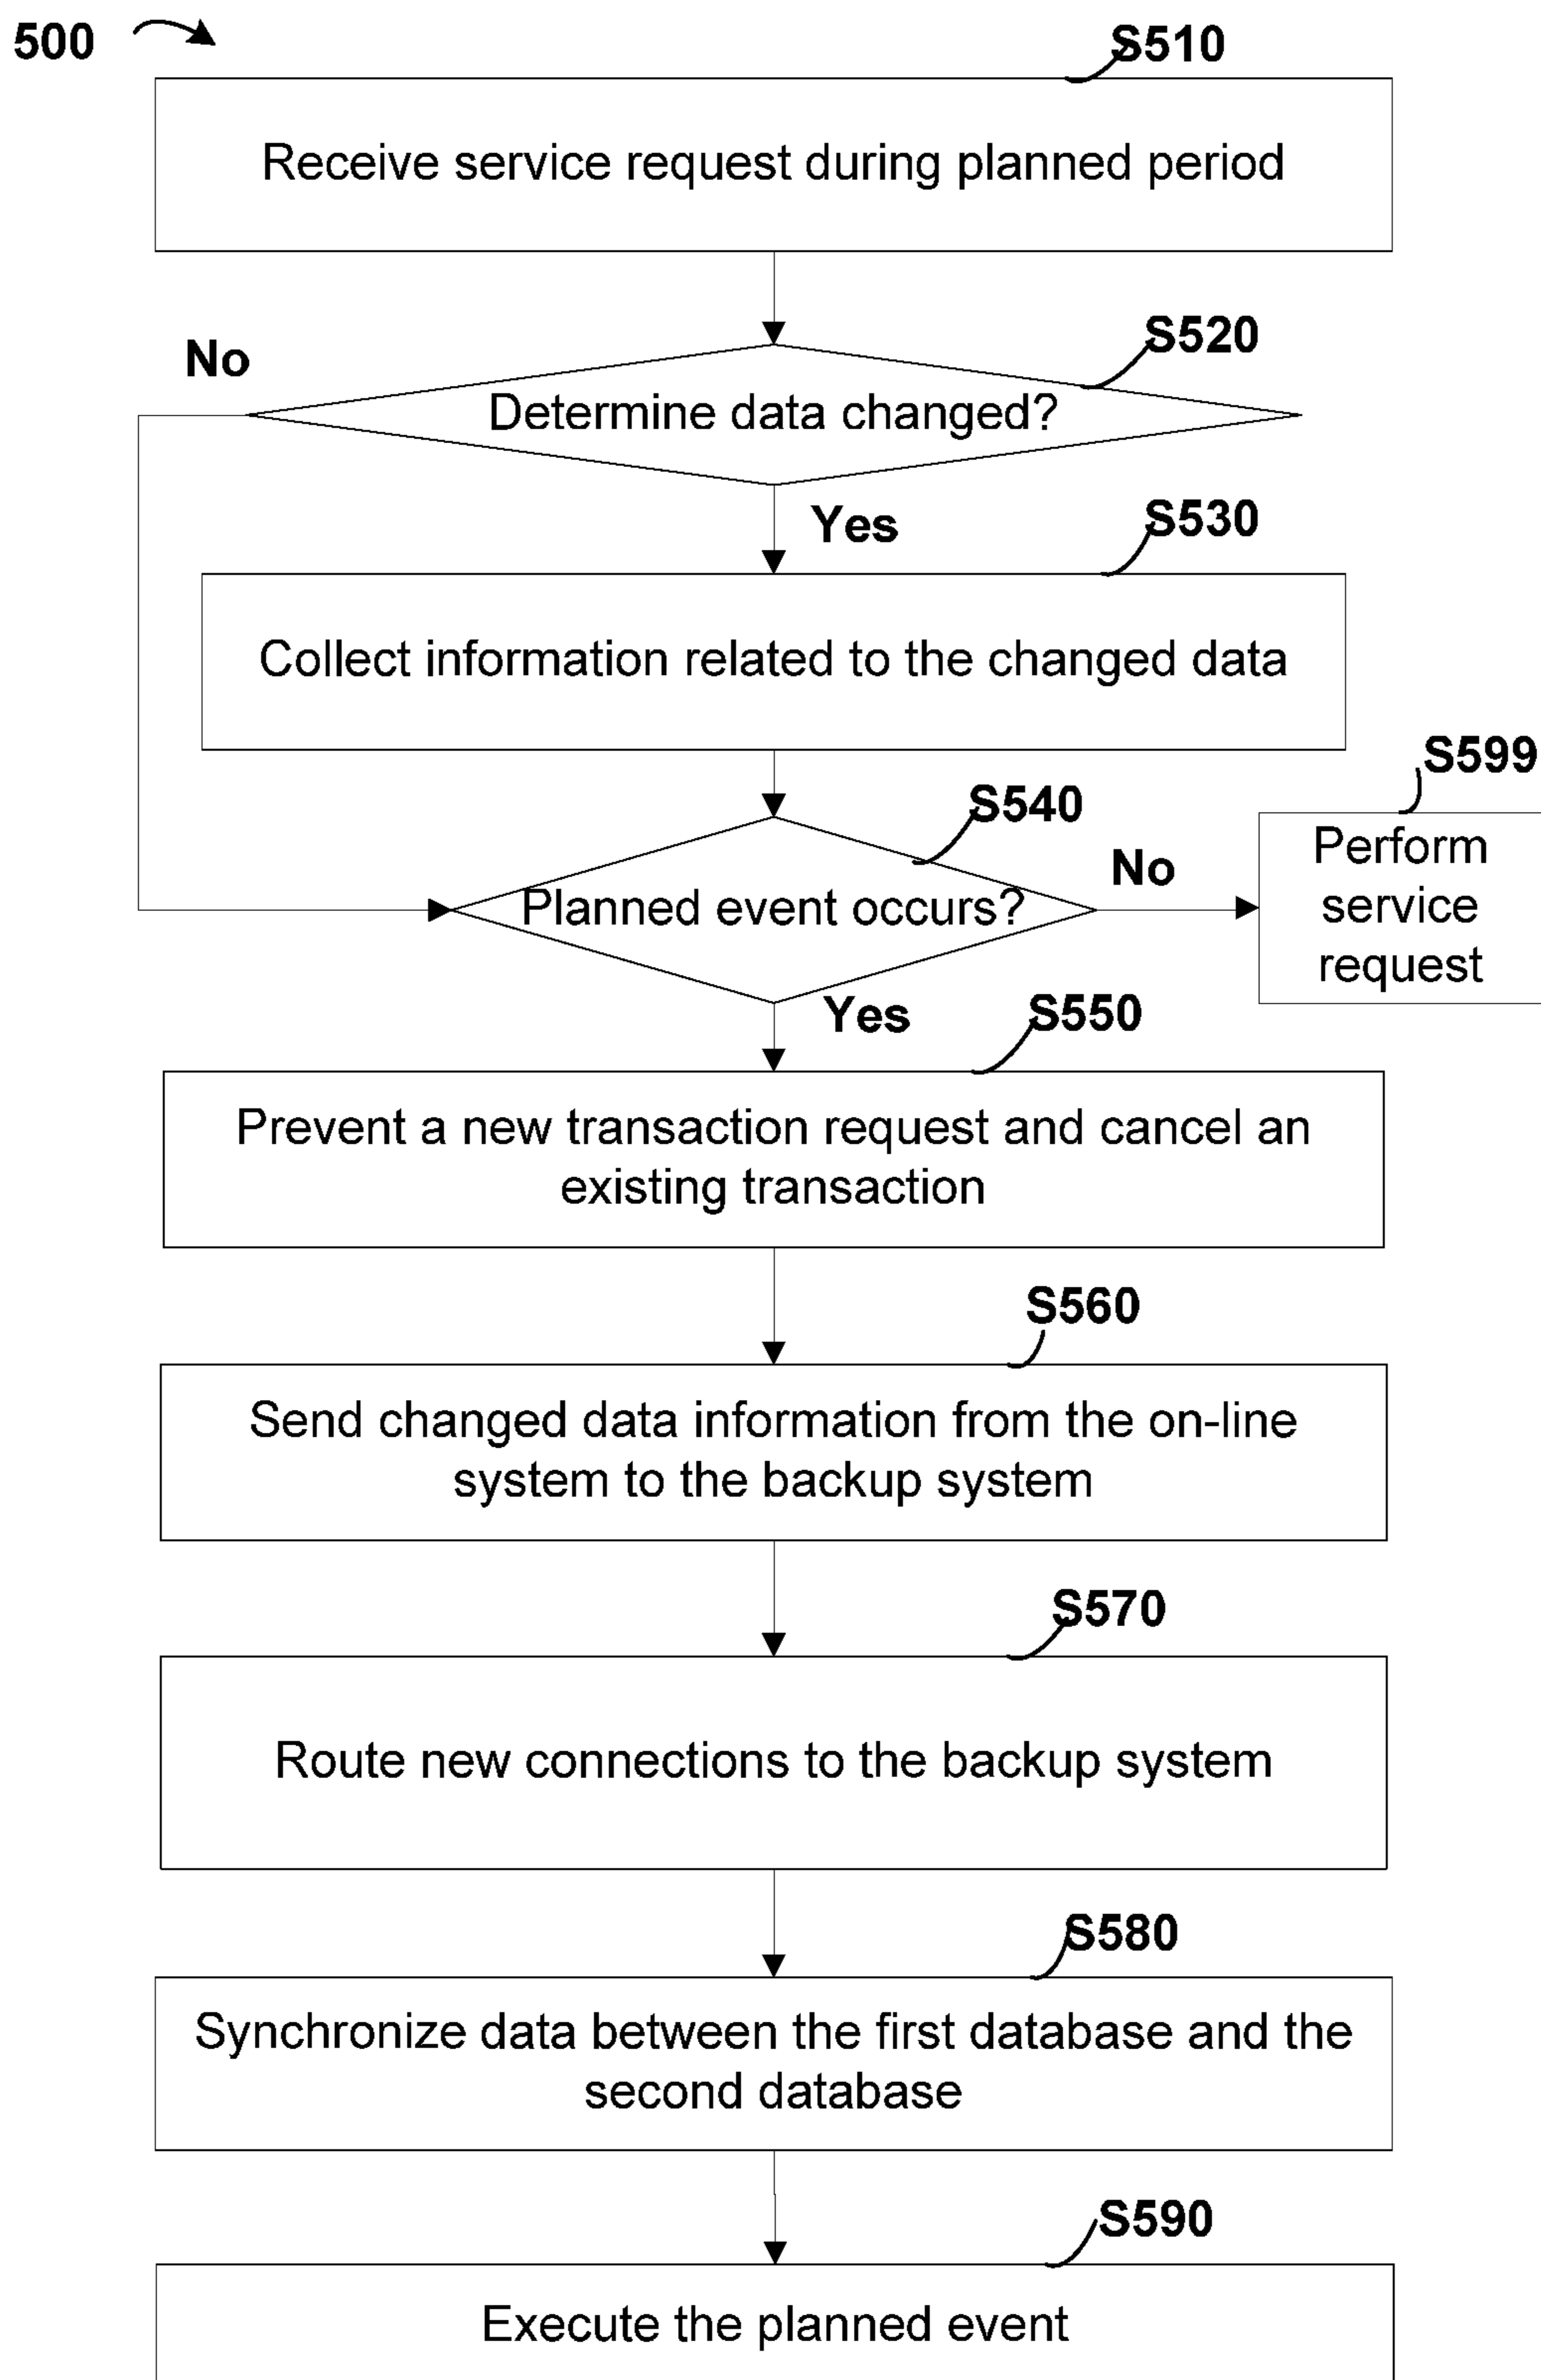 500
S510
Receive service request during planned period
S520
No
Determine data changed?
Yes
S530
Collect information related to the changed data
S599
S540
Perform
service
request
No
Planned event occurs?
Yes
S550
Prevent a new transaction request and cancel an
existing transaction
S560
Send changed data information from the on-line
system to the backup system
S570
Route new connections to the backup system
S580
Synchronize data between the first database and the
second database
S590
Execute the planned event